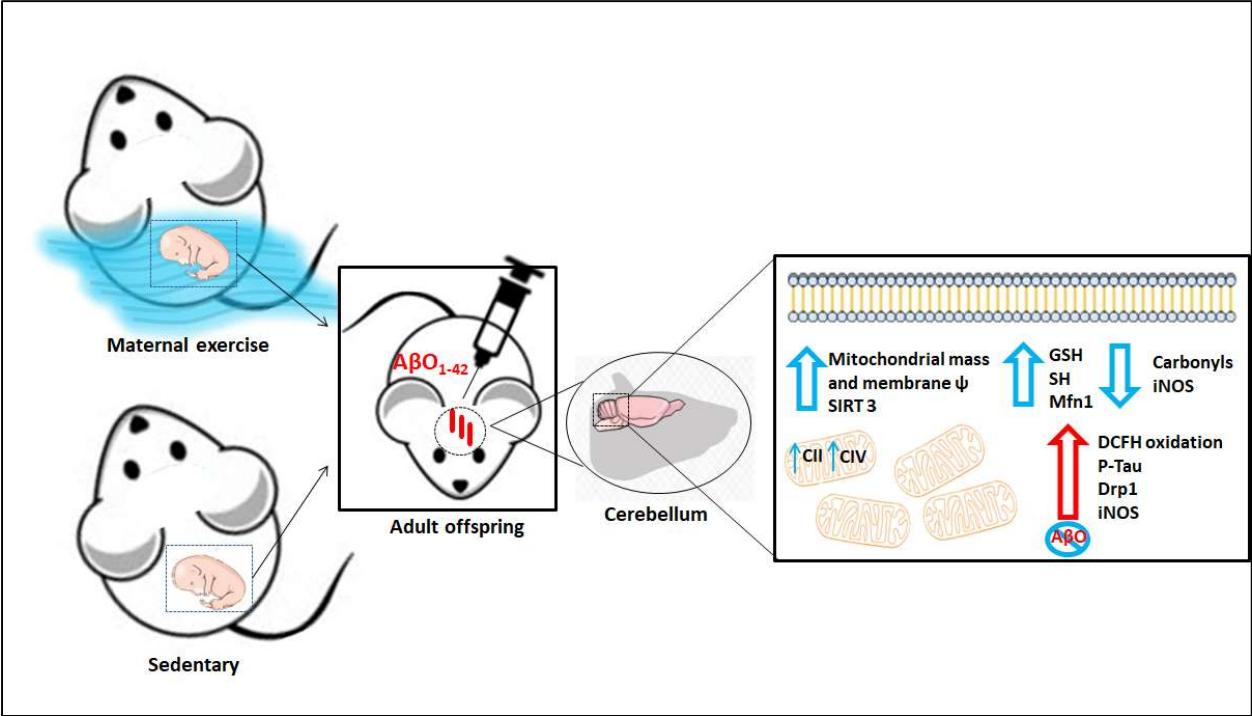 Maternal exercise
Sedentary
AβO1-42
Adult offspring
Cerebellum
Mitochondrial mass
and membrane ψ
SIRT 3
GSH
SH
Mfn1
Carbonyls
iNOS
CII
CIV
DCFH oxidation
P-Tau
Drp1
iNOS
AβO